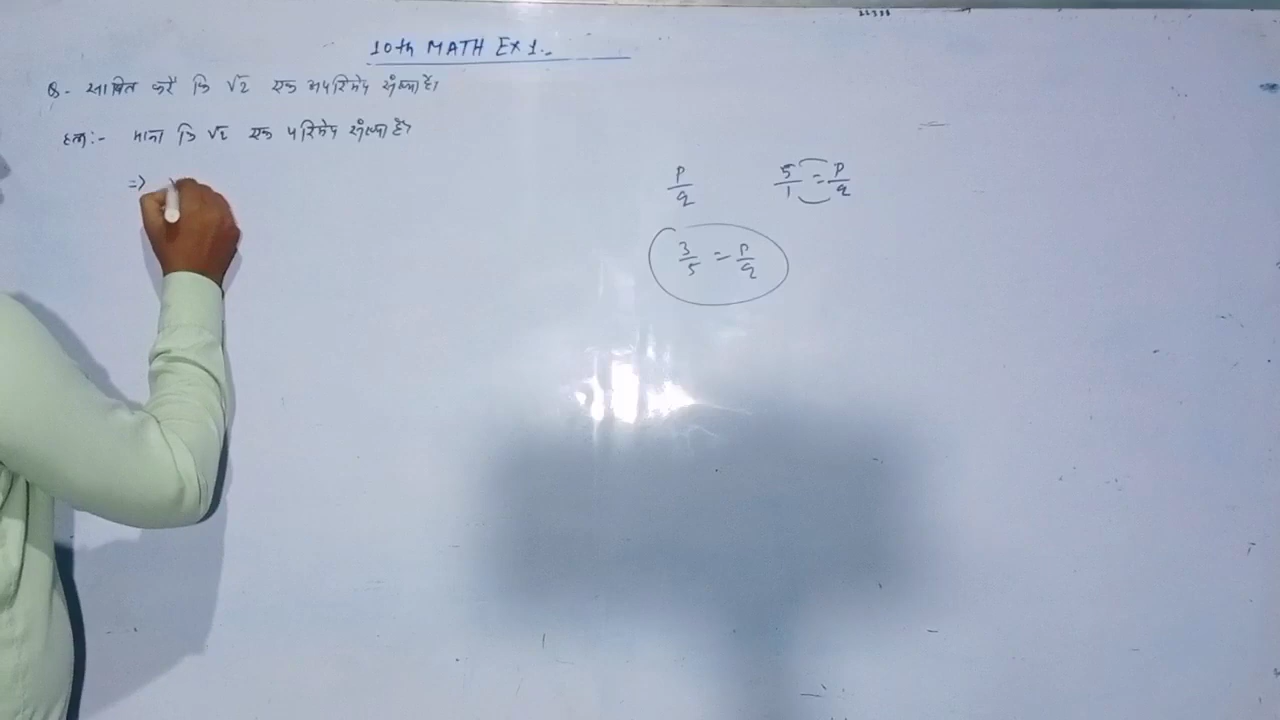 10th MATH EX 1.
Q- साबित करें कि √2 एक अपरिमेय संख्या है।
हल:- माना कि √2 एक परिमेय संख्या है।
=>
p/q
5/1 = p/q
3/5 = p/q